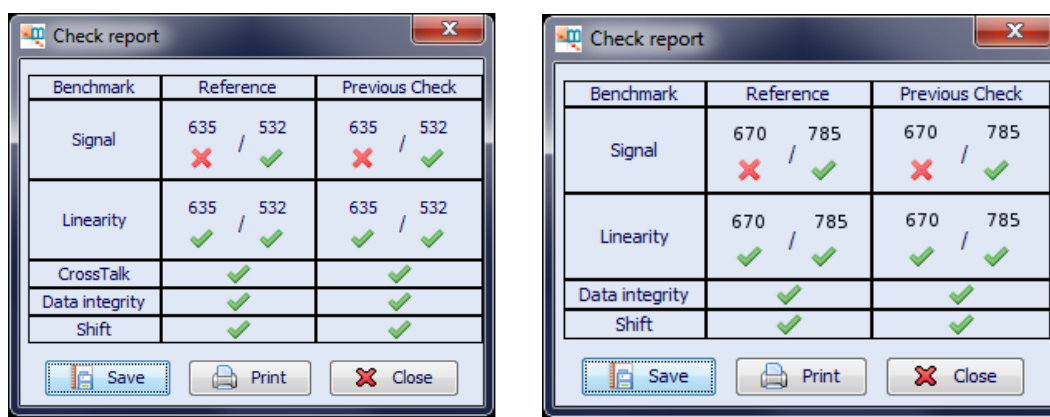 Check report
Benchmark Reference Previous Check
Signal 635 / 532 635 / 532
Linearity 635 / 532 635 / 532
CrossTalk
Data integrity
Shift
Save Print Close
Check report
Benchmark Reference Previous Check
Signal 670 / 785 670 / 785
Linearity 670 / 785 670 / 785
Data integrity
Shift
Save Print Close